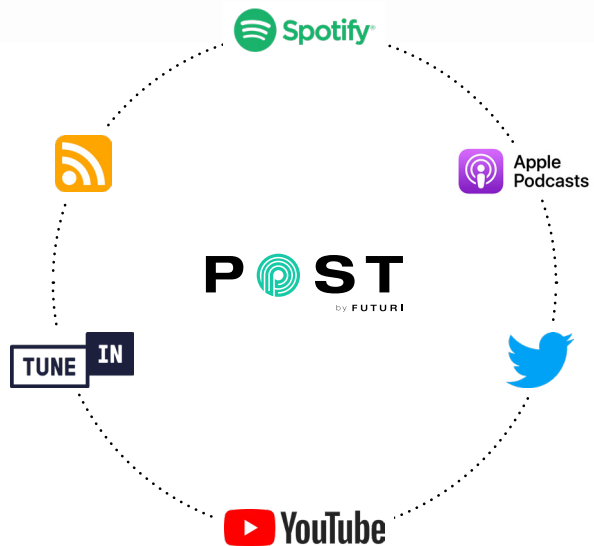 Spotify
Apple
Podcasts
POST
by FUTURI
TUNE IN
YouTube